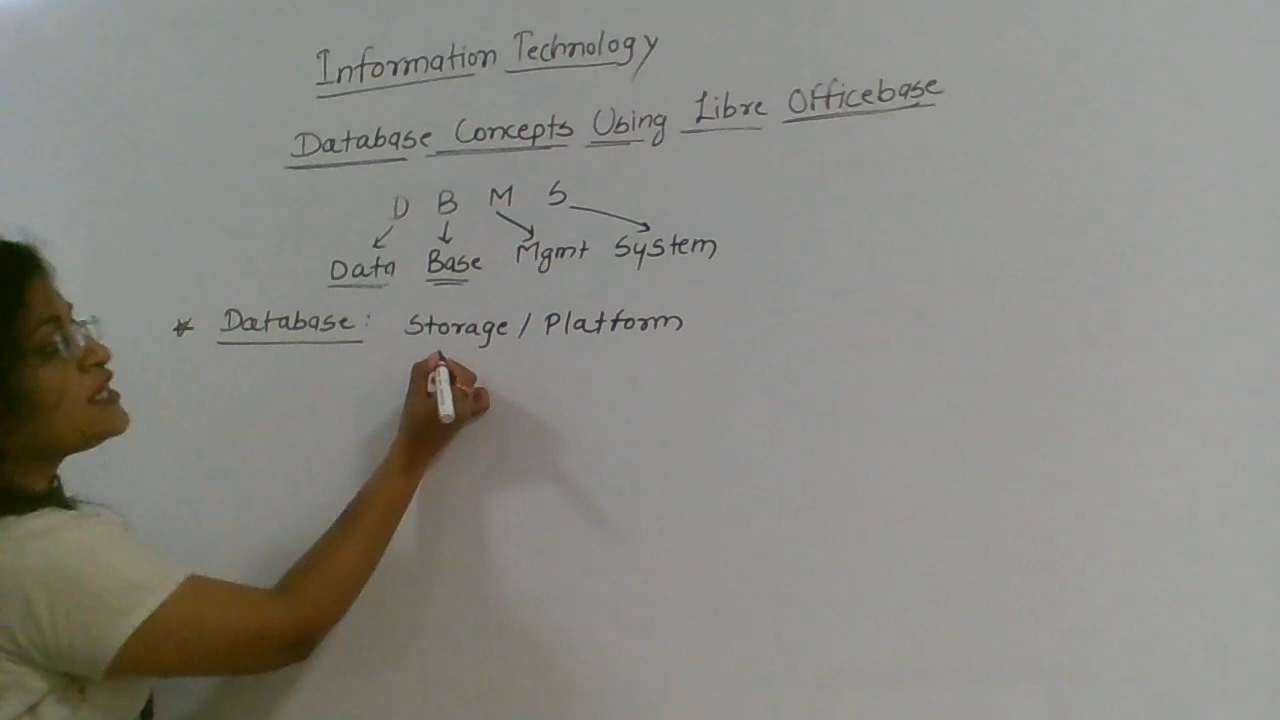 Information Technology
Database Concepts Using Libre Officebase
D B M S
Data Base Mgmt System
* Database: Storage / Platform